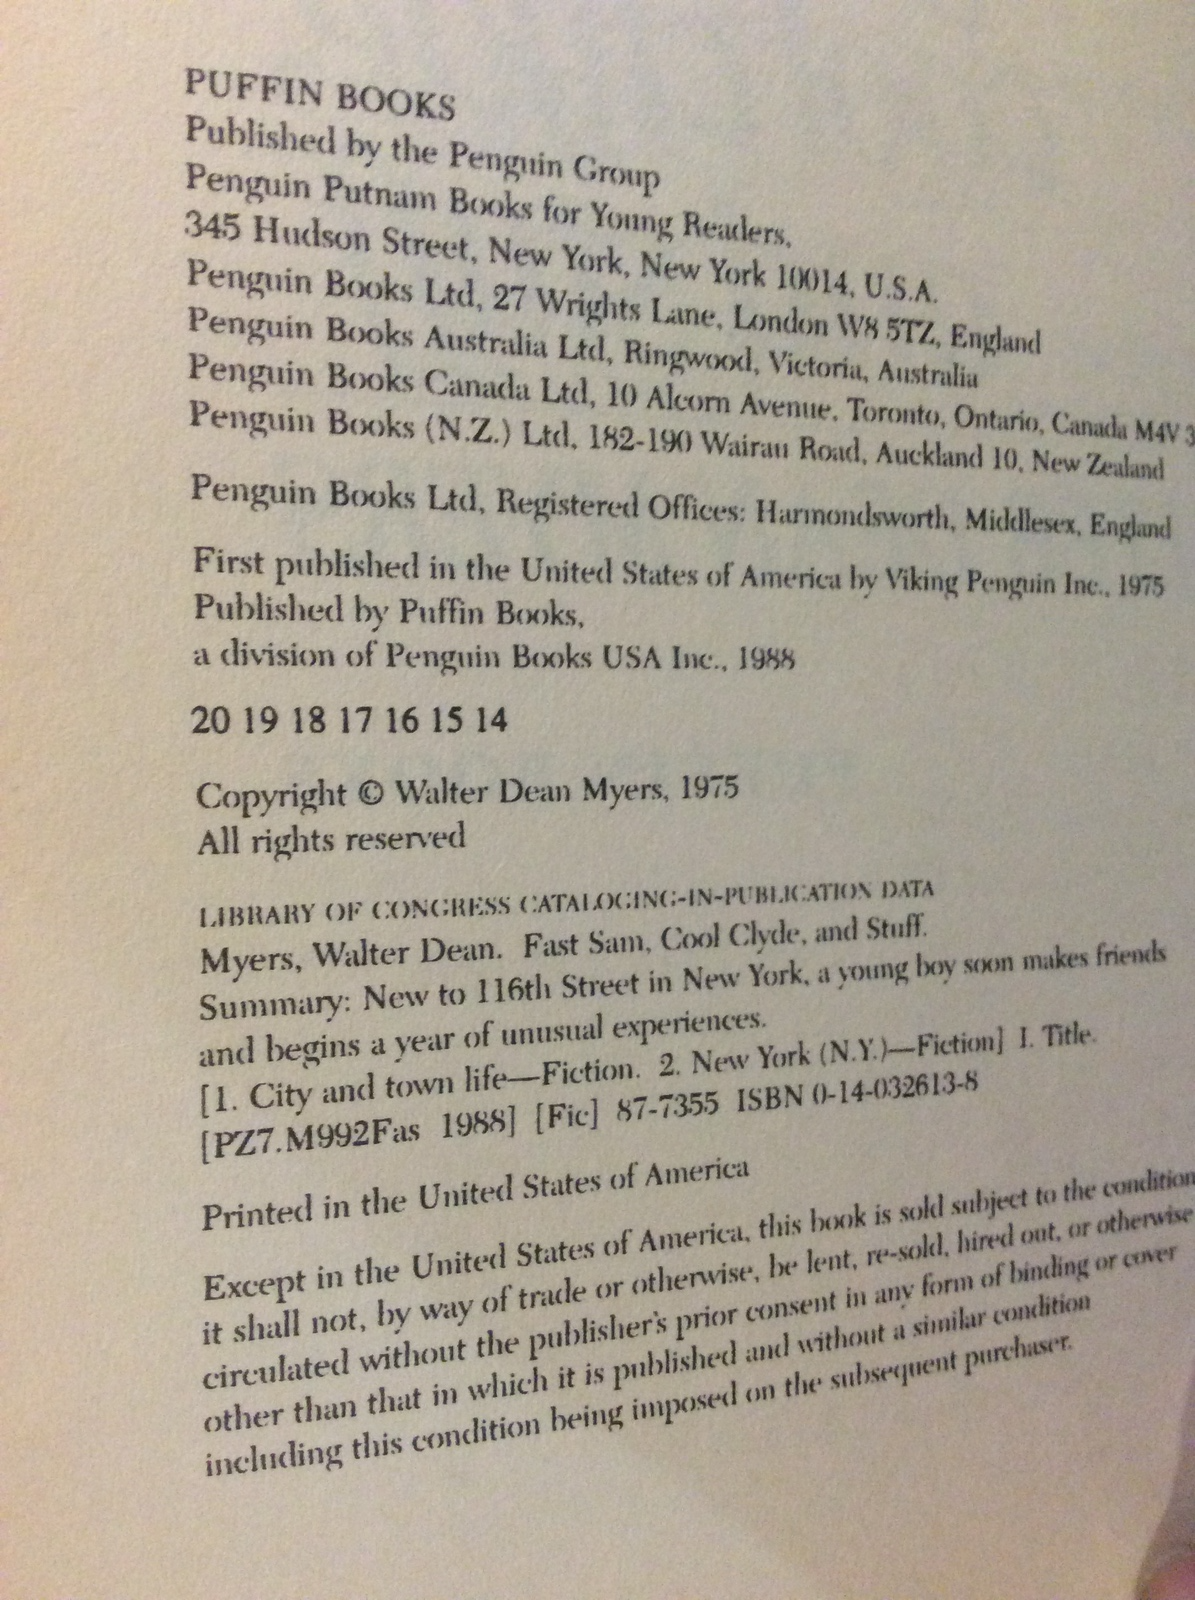 PUFFIN BOOKS
Published by the Penguin Group
Penguin Putnam Books for Young Readers,
345 Hudson Street, New York, New York 10014, U.S.A.
Penguin Books Ltd, 27 Wrights Lane, London W8 5TZ, England
Penguin Books Australia Ltd, Ringwood, Victoria, Australia
Penguin Books Canada Ltd, 10 Alcorn Avenue, Toronto, Ontario, Canada M4V 3
Penguin Books (N.Z.) Ltd, 182-190 Wairau Road, Auckland 10, New Zealand
Penguin Books Ltd, Registered Offices: Harmondsworth, Middlesex, England
First published in the United States of America by Viking Penguin Inc., 1975
Published by Puffin Books,
a division of Penguin Books USA Inc., 1988
20 19 18 17 16 15 14
Copyright © Walter Dean Myers, 1975
All rights reserved
LIBRARY OF CONGRESS CATALOGING-IN-PUBLICATION DATA
Myers, Walter Dean. Fast Sam, Cool Clyde, and Stuff.
Summary: New to 116th Street in New York, a young boy soon makes friends
and begins a year of unusual experiences.
[1. City and town life—Fiction. 2. New York (N.Y.)—Fiction] I. Title.
[PZ7.M992Fas 1988] [Fic] 87-7355 ISBN 0-14-032613-8
Printed in the United States of America
Except in the United States of America, this book is sold subject to the condition
it shall not, by way of trade or otherwise, be lent, re-sold, hired out, or otherwise
circulated without the publisher's prior consent in any form of binding or cover
other than that in which it is published and without a similar condition
including this condition being imposed on the subsequent purchaser.